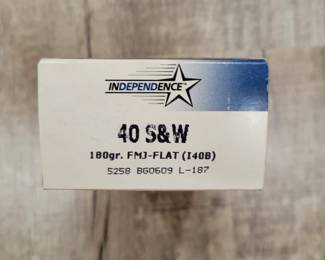 INDEPENDENCE
40 S&W
180gr. FMJ-FLAT (I40B)
5258 BG0609 L-187